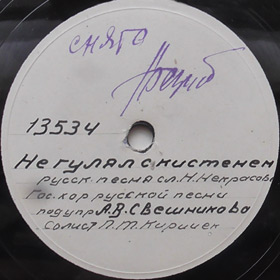 СНЯТО
13534
Не гулял с кистенем
русск. песня сл. Н. Некрасова
Гос. хор русской песни
под упр. А.В. Свешникова
Солист П.Т. Киричек